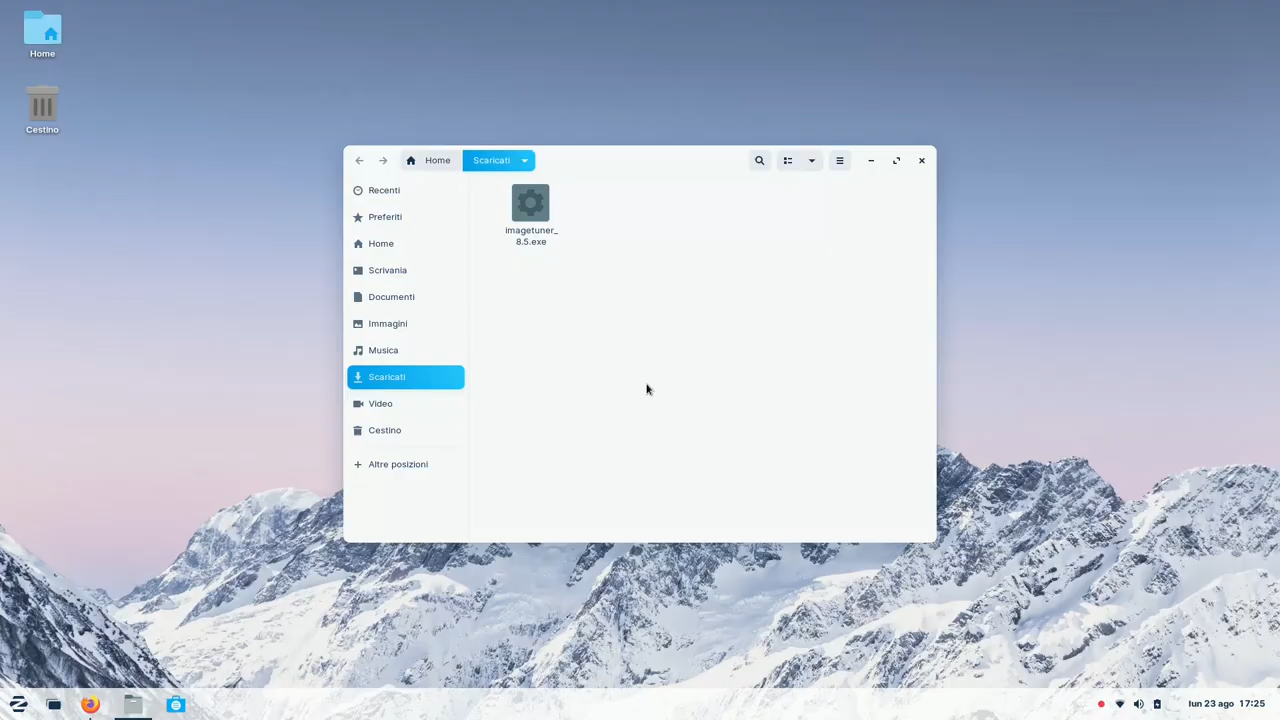 Home
Cestino
Home
Scaricati
Recenti
Preferiti
Home
Scrivania
Documenti
Immagini
Musica
Scaricati
Video
Cestino
Altre posizioni
imagetuner_
8.5.exe
lun 23 ago 17:25